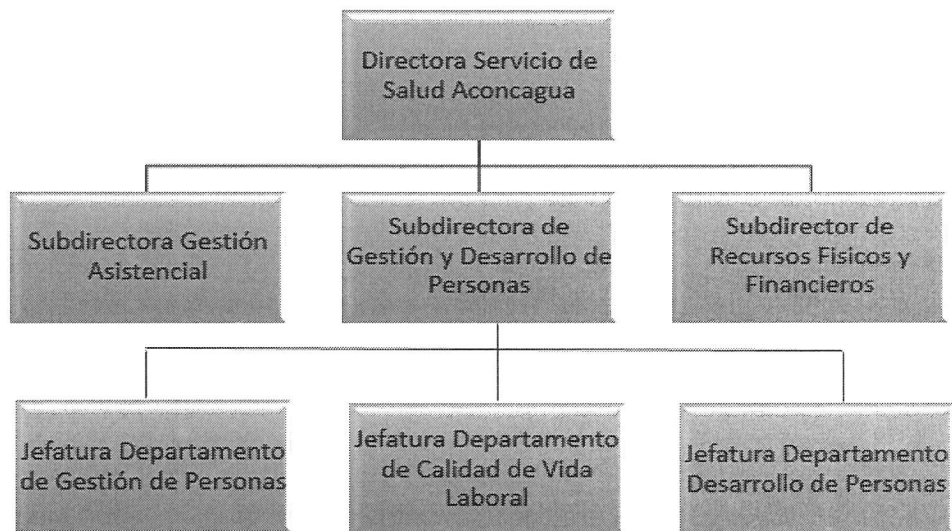 Directora Servicio de
Salud Aconcagua
Subdirectora Gestión
Asistencial
Subdirectora de
Gestión y Desarrollo de
Personas
Subdirector de
Recursos Fisicos y
Financieros
Jefatura Departamento
de Gestión de Personas
Jefatura Departamento
de Calidad de Vida
Laboral
Jefatura Departamento
Desarrollo de Personas